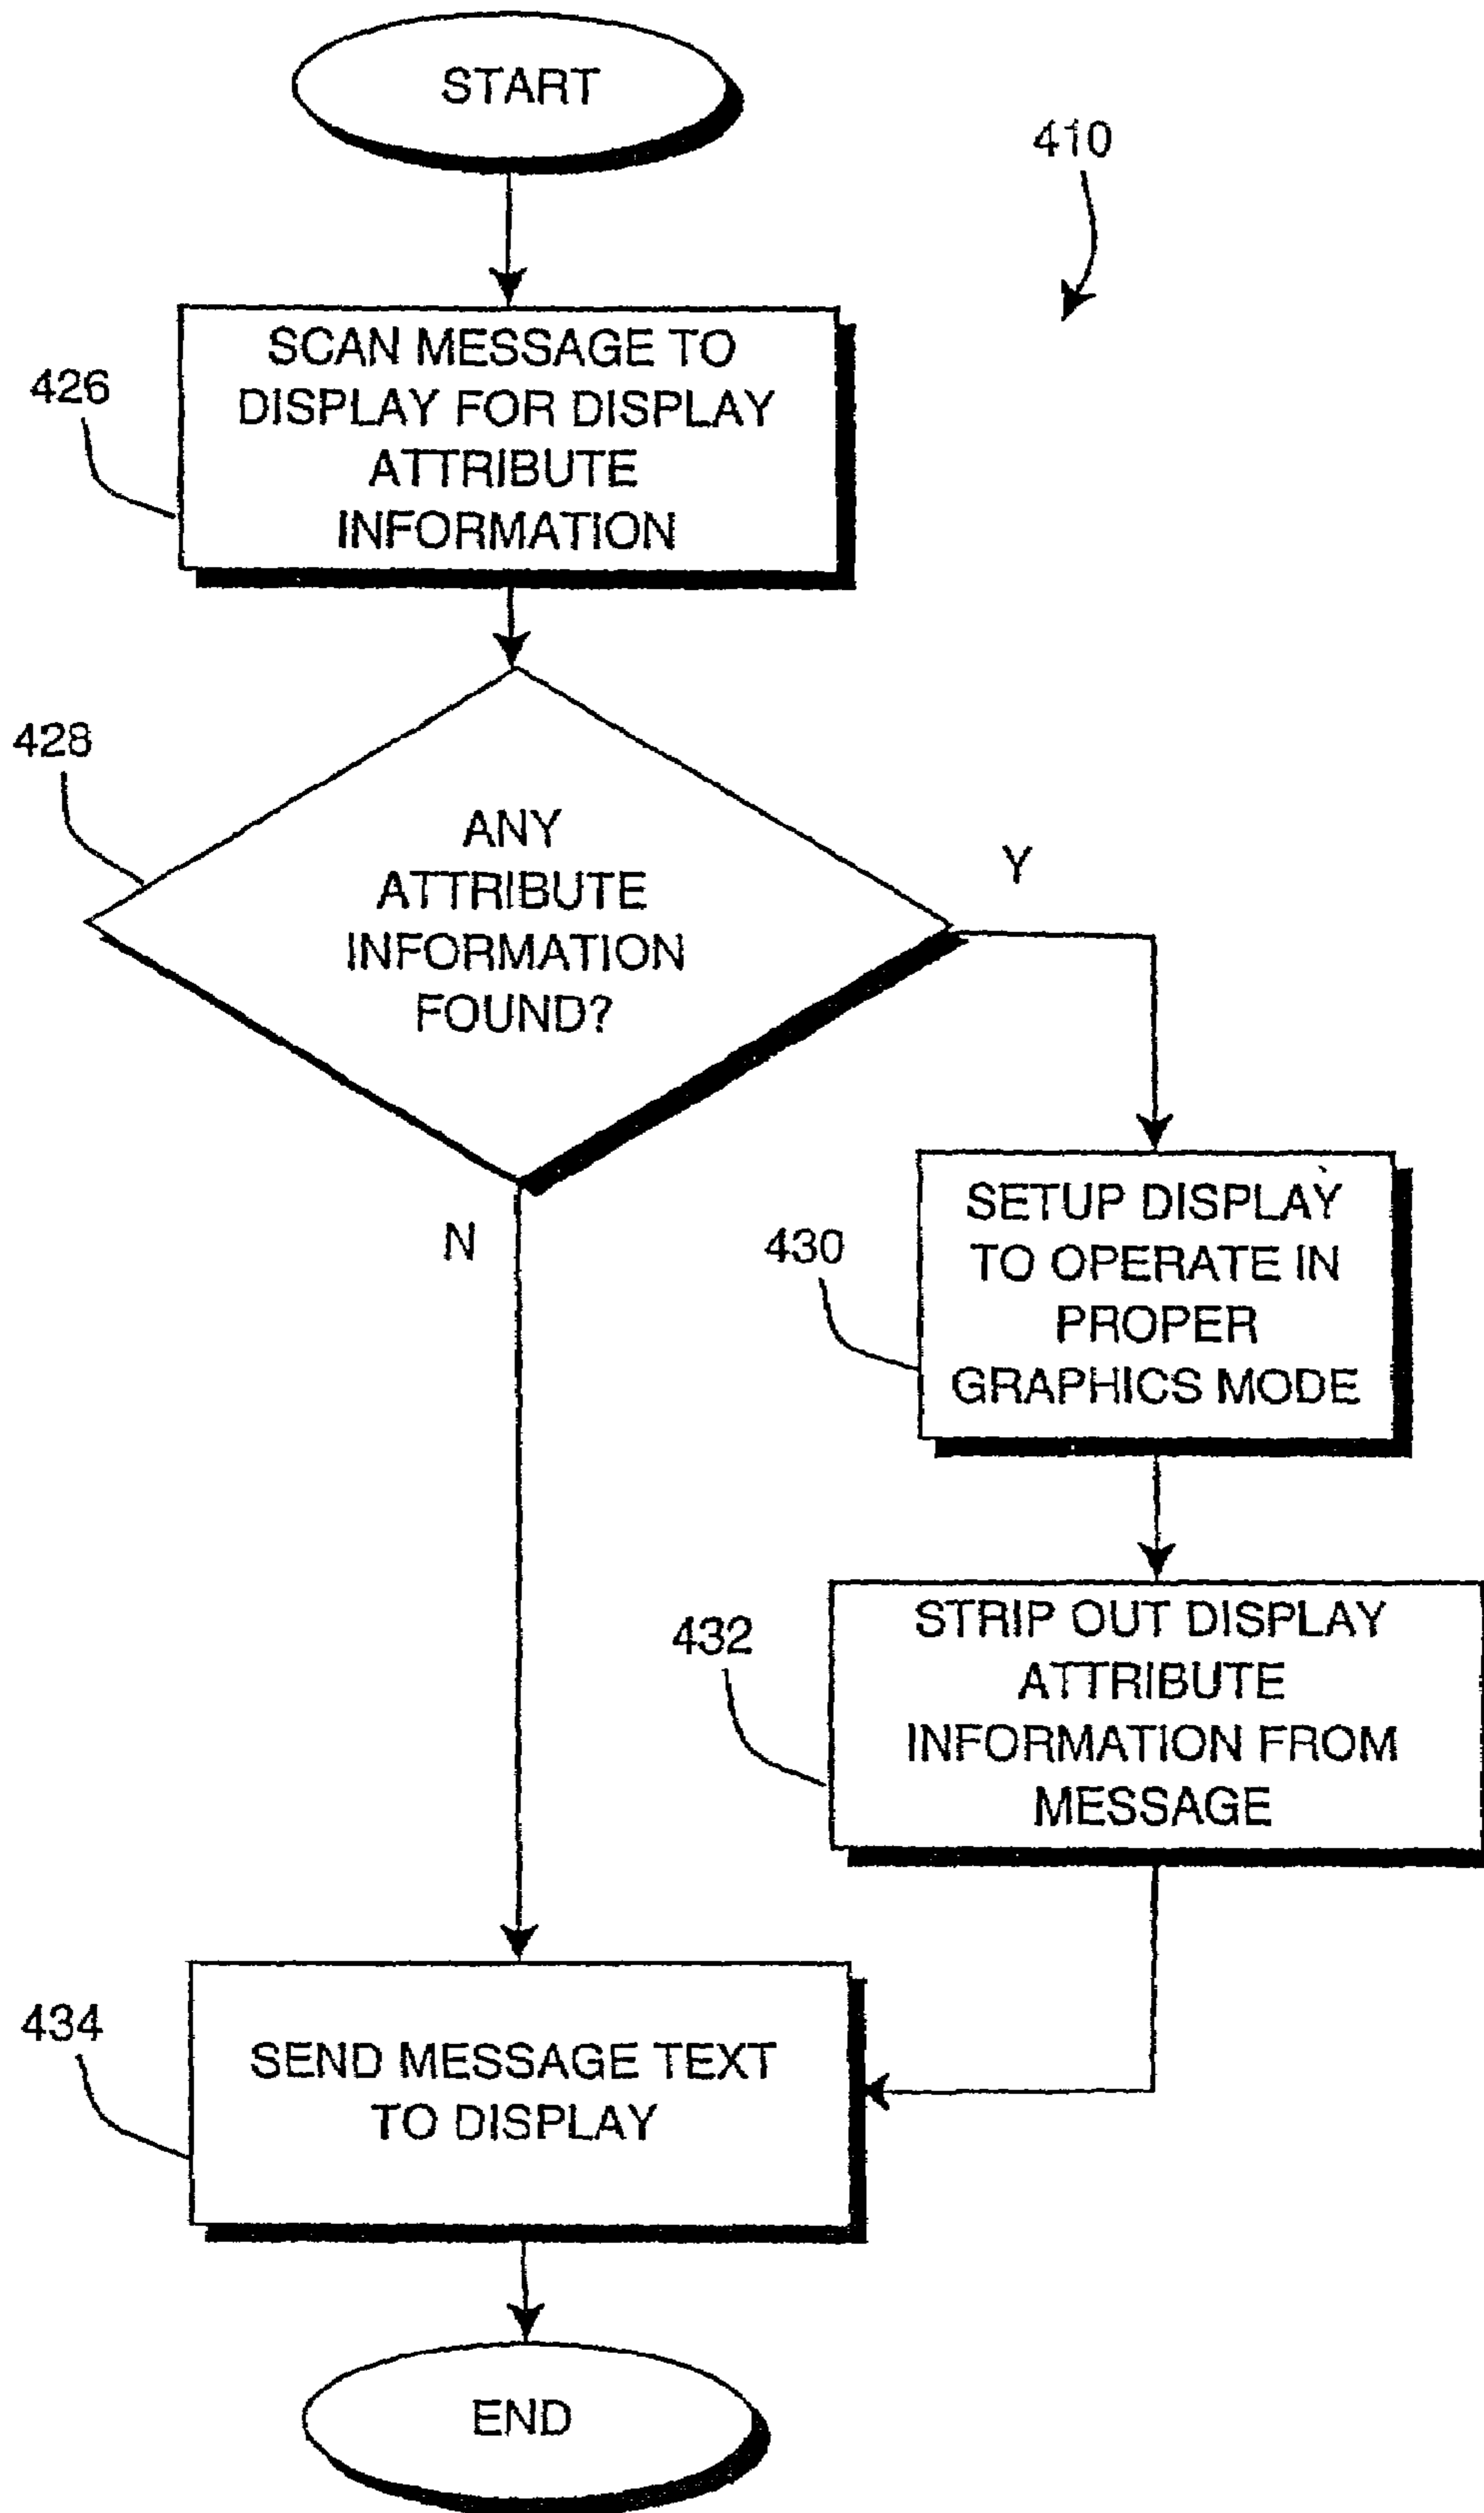 START
410
SCAN MESSAGE TO
DISPLAY FOR DISPLAY
ATTRIBUTE
INFORMATION
426
428
ANY
ATTRIBUTE
INFORMATION
FOUND?
Y
N
430
SETUP DISPLAY
TO OPERATE IN
PROPER
GRAPHICS MODE
432
STRIP OUT DISPLAY
ATTRIBUTE
INFORMATION FROM
MESSAGE
434
SEND MESSAGE TEXT
TO DISPLAY
END